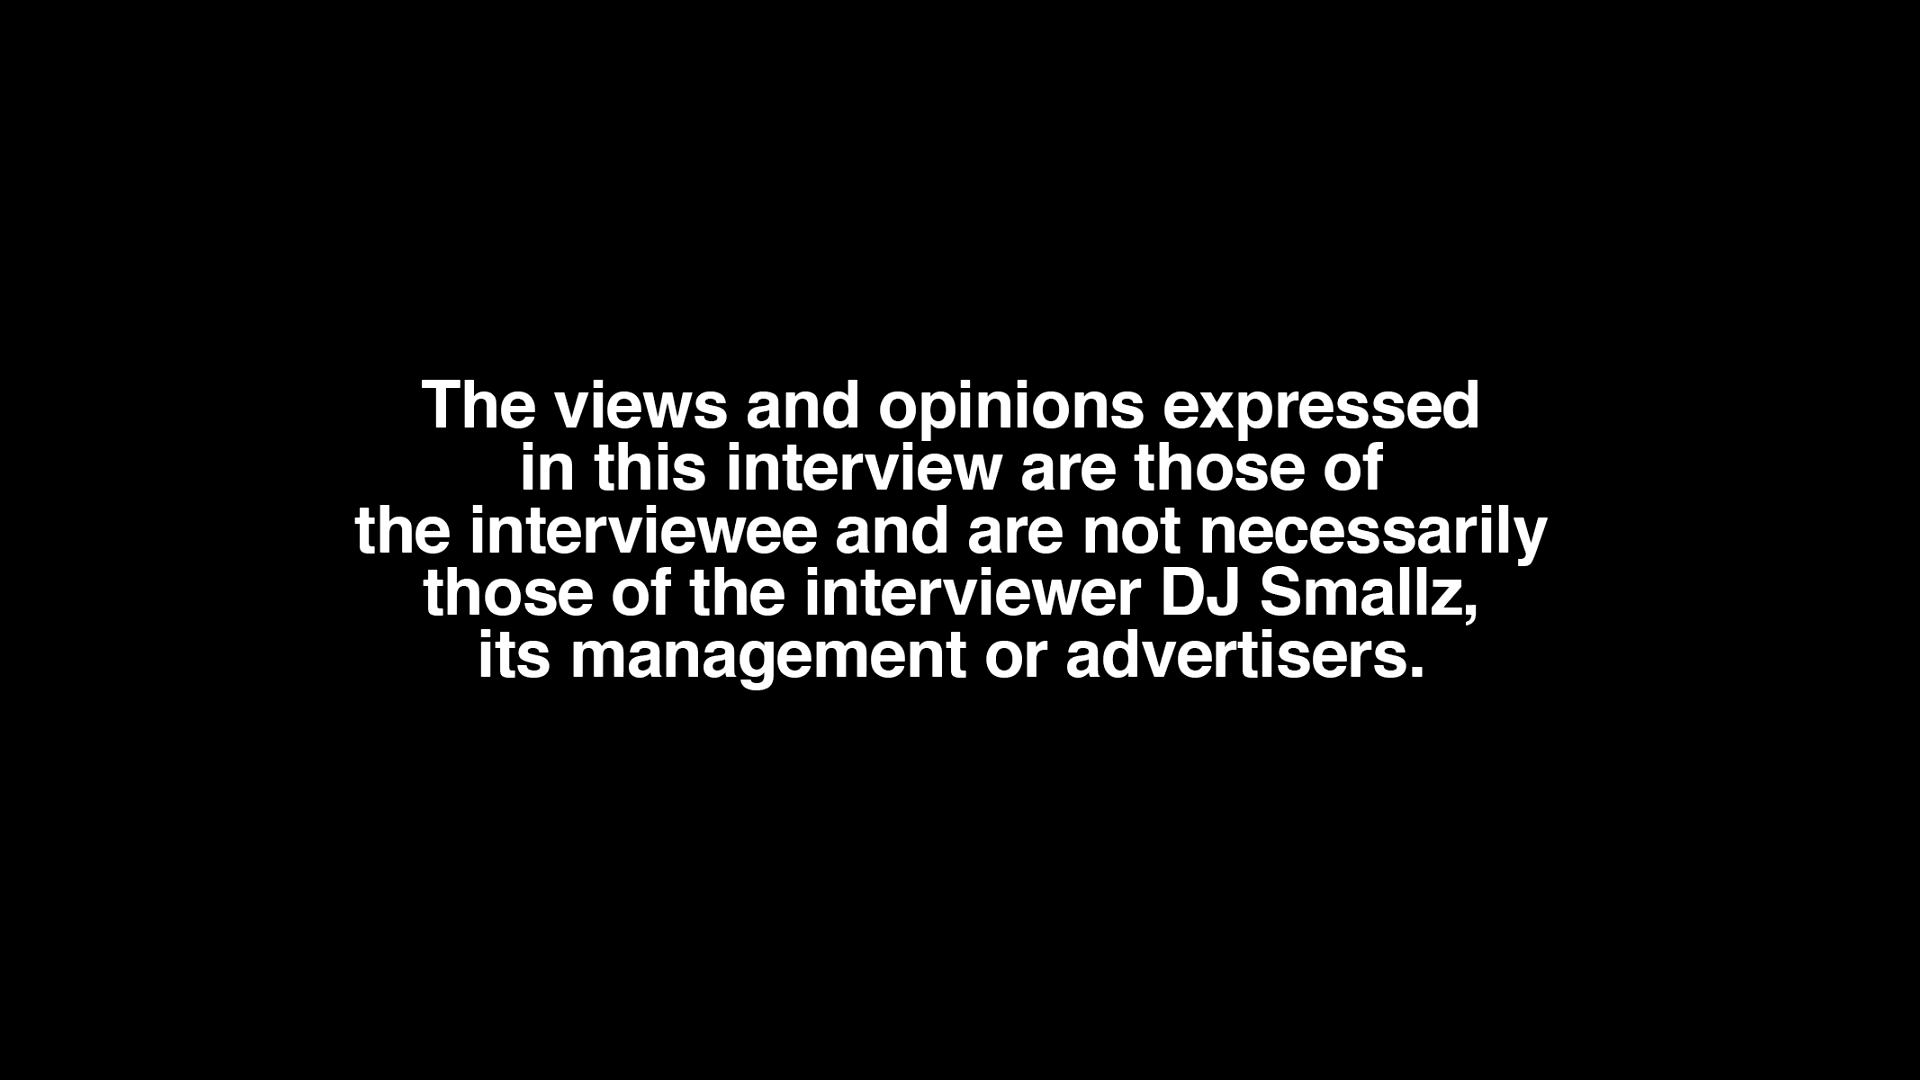 The views and opinions expressed
in this interview are those of
the interviewee and are not necessarily
those of the interviewer DJ Smallz,
its management or advertisers.